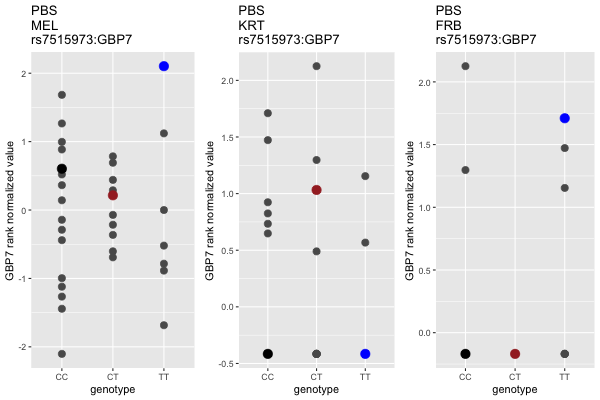 PBS
MEL
rs7515973:GBP7
GBP7 rank normalized value
2
1
0
-1
-2
CC
CT
TT
genotype
PBS
KRT
rs7515973:GBP7
GBP7 rank normalized value
2.0
1.5
1.0
0.5
0.0
-0.5
CC
CT
TT
genotype
PBS
FRB
rs7515973:GBP7
GBP7 rank normalized value
2.0
1.5
1.0
0.5
0.0
CC
CT
TT
genotype